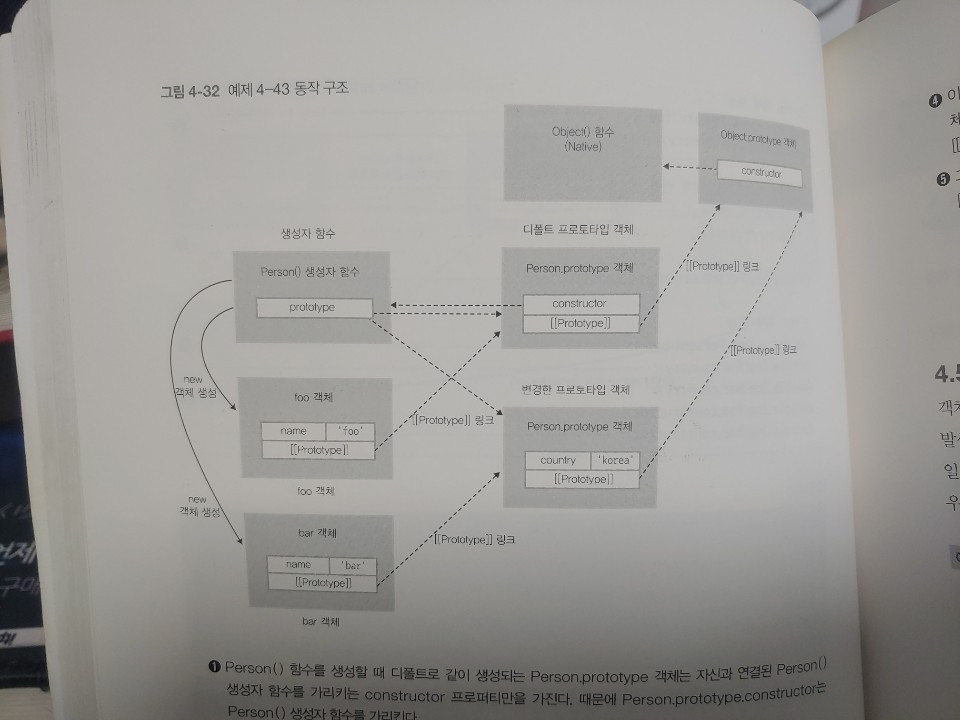 그림 4-32 예제 4-43 동작 구조
Object() 함수
(Native)
Object.prototype 객체
constructor
생성자 함수
Person() 생성자 함수
prototype
디폴트 프로토타입 객체
Person.prototype 객체
constructor
[[Prototype]]
[[Prototype]] 링크
[[Prototype]] 링크
new
객체 생성
foo 객체
name 'foo'
[[Prototype]]
foo 객체
[[Prototype]] 링크
변경한 프로토타입 객체
Person.prototype 객체
country 'korea'
[[Prototype]]
new
객체 생성
bar 객체
name 'bar'
[[Prototype]]
bar 객체
[[Prototype]] 링크
❶ Person() 함수를 생성할 때 디폴트로 같이 생성되는 Person.prototype 객체는 자신과 연결된 Person()
생성자 함수를 가리키는 constructor 프로퍼티만을 가진다. 때문에 Person.prototype.constructor는
Person() 생성자 함수를 가리킨다.
❹
❺
4.5